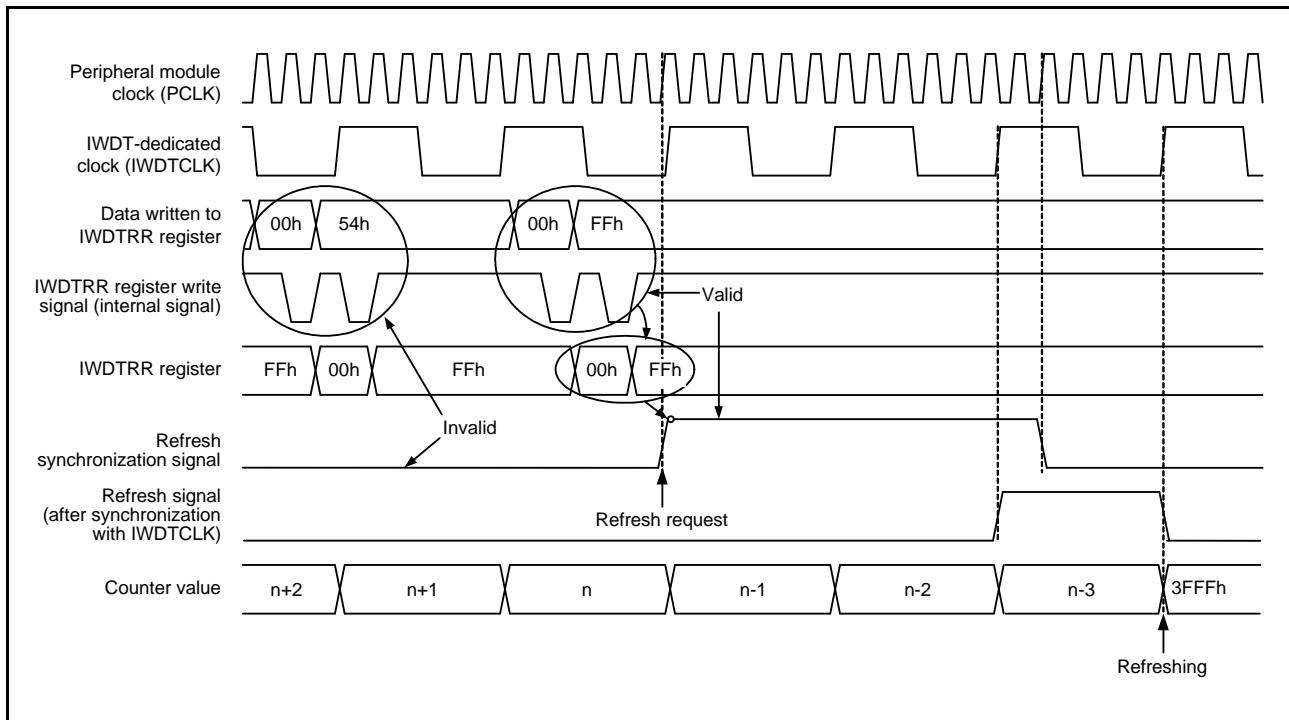 Peripheral module
clock (PCLK)
IWDT-dedicated
clock (IWDTCLK)
Data written to
IWDTRR register
00h 54h 00h FFh
IWDTRR register write
signal (internal signal)
Valid
IWDTRR register
FFh 00h FFh 00h FFh
Invalid
Refresh
synchronization signal
Refresh signal
(after synchronization
with IWDTCLK)
Refresh request
Counter value
n+2 n+1 n n-1 n-2 n-3 3FFFh
Refreshing